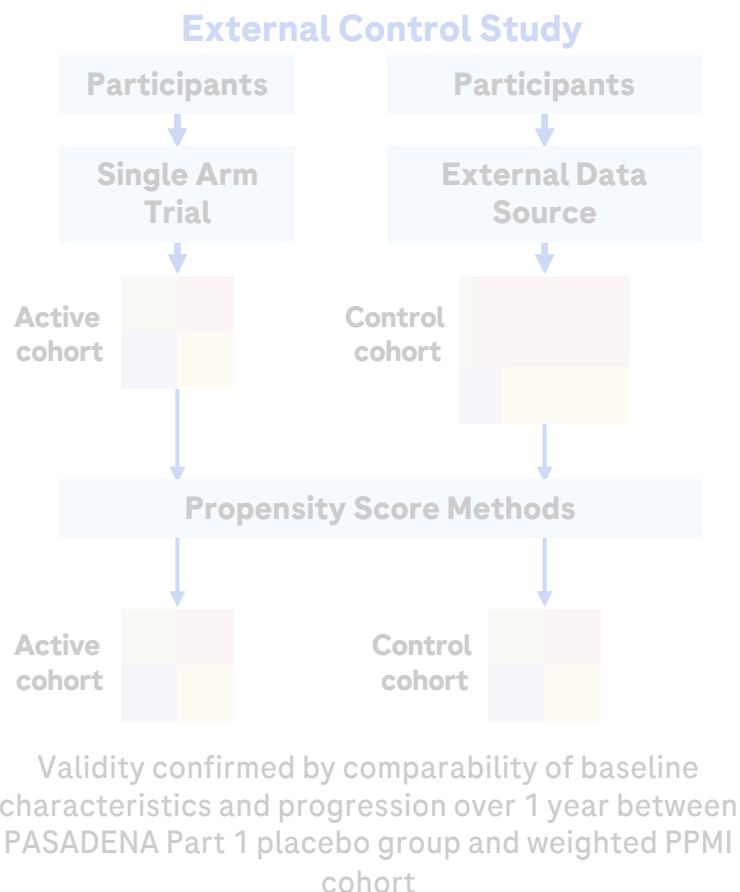 External Control Study
Participants
Participants
Single Arm
Trial
External Data
Source
Active
cohort
Control
cohort
Propensity Score Methods
Active
cohort
Control
cohort
Validity confirmed by comparability of baseline
characteristics and progression over 1 year between
PASADENA Part 1 placebo group and weighted PPMI
cohort